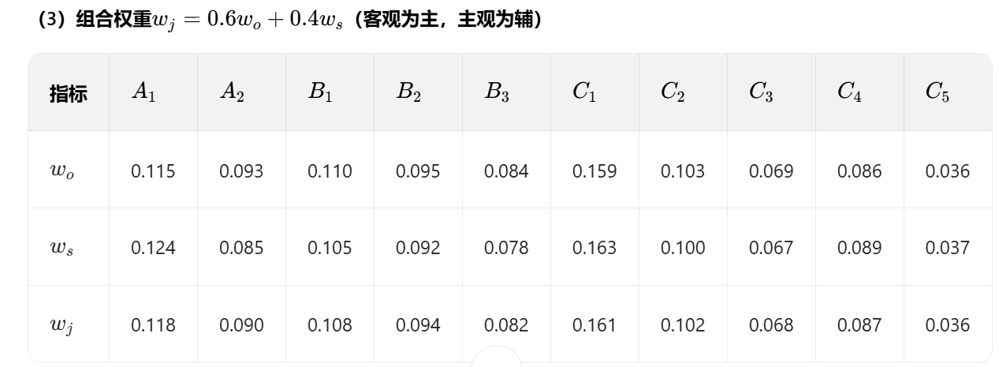 （3）组合权重w_j = 0.6w_o + 0.4w_s（客观为主，主观为辅）
指标 A_1 A_2 B_1 B_2 B_3 C_1 C_2 C_3 C_4 C_5
w_o 0.115 0.093 0.110 0.095 0.084 0.159 0.103 0.069 0.086 0.036
w_s 0.124 0.085 0.105 0.092 0.078 0.163 0.100 0.067 0.089 0.037
w_j 0.118 0.090 0.108 0.094 0.082 0.161 0.102 0.068 0.087 0.036